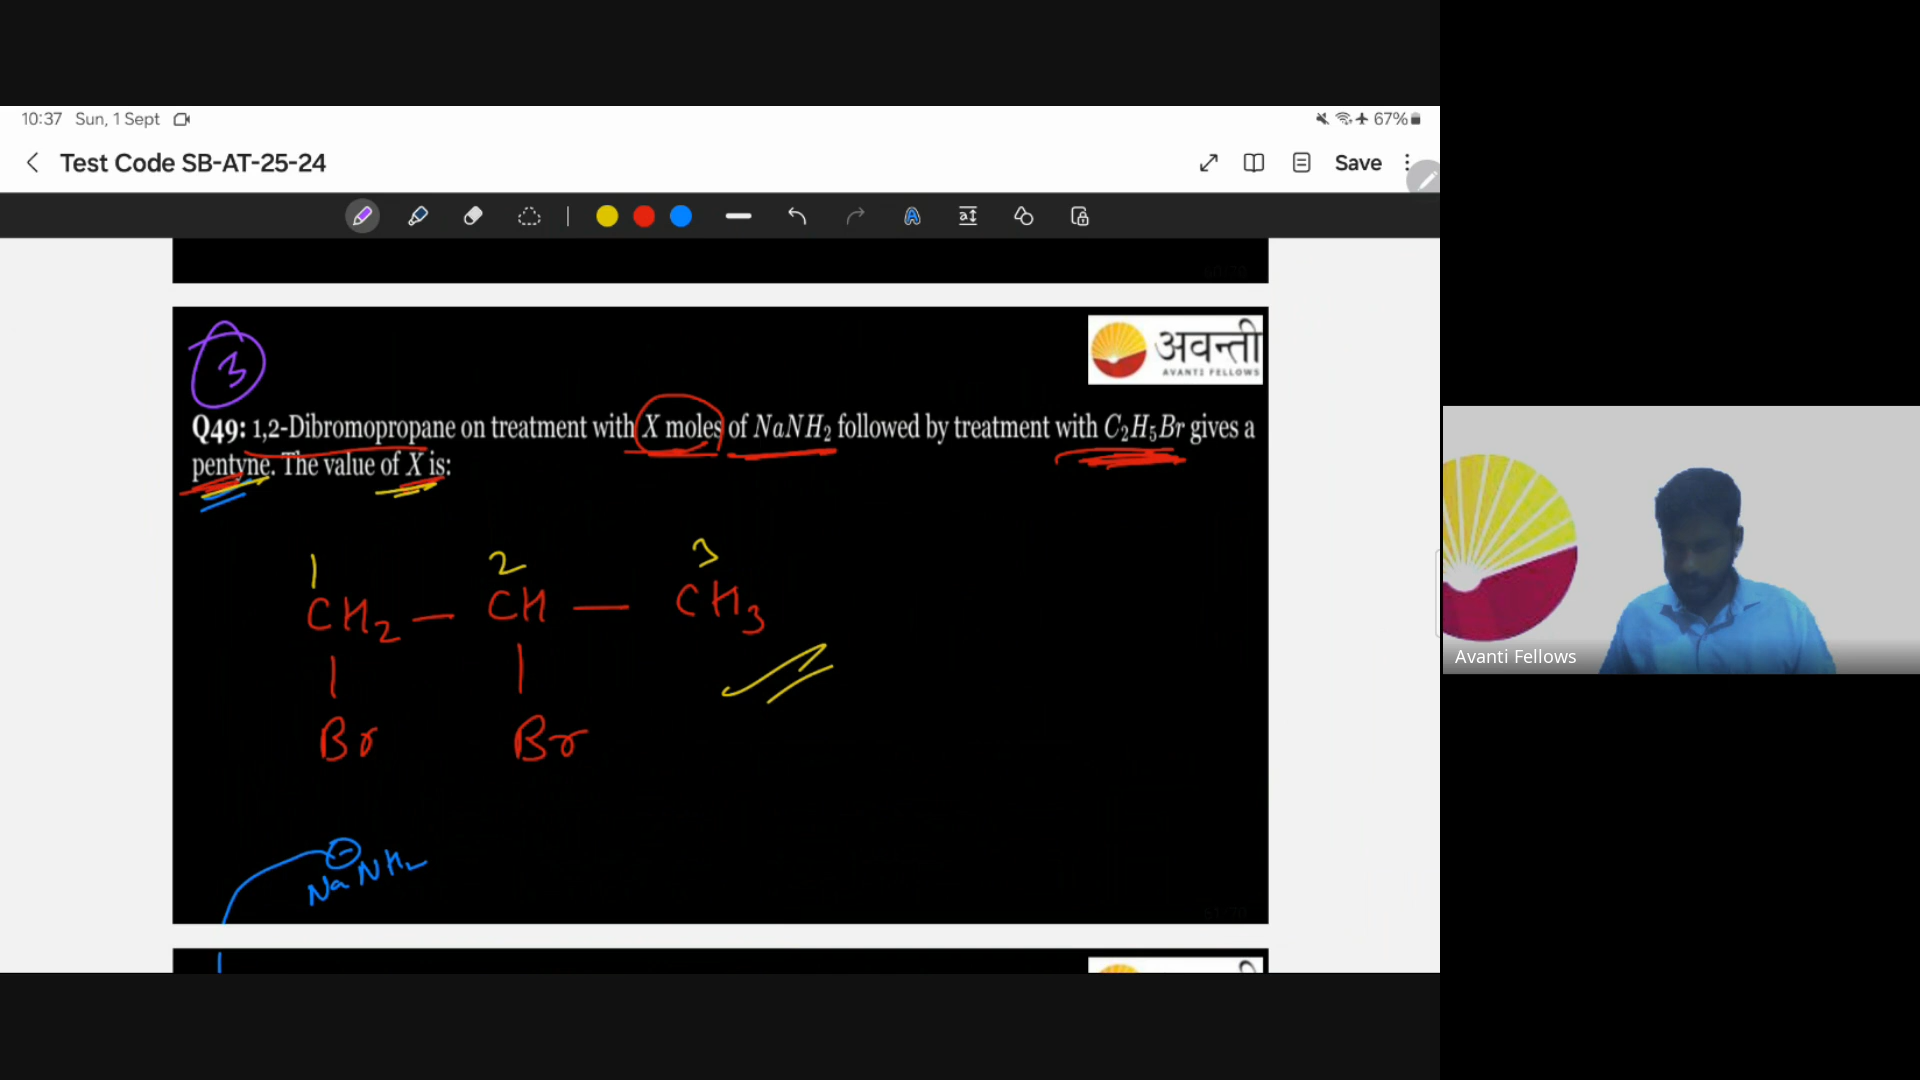 10:37 Sun, 1 Sept 67%
Test Code SB-AT-25-24 Save
अवन्ती
AVANTI FELLOWS
3
Q49: 1,2-Dibromopropane on treatment with X moles of NaNH₂ followed by treatment with C₂H₅Br gives a
pentyne. The value of X is:
1 2 3
CH₂ — CH — CH₃
Br Br
NaNH₂
Avanti Fellows